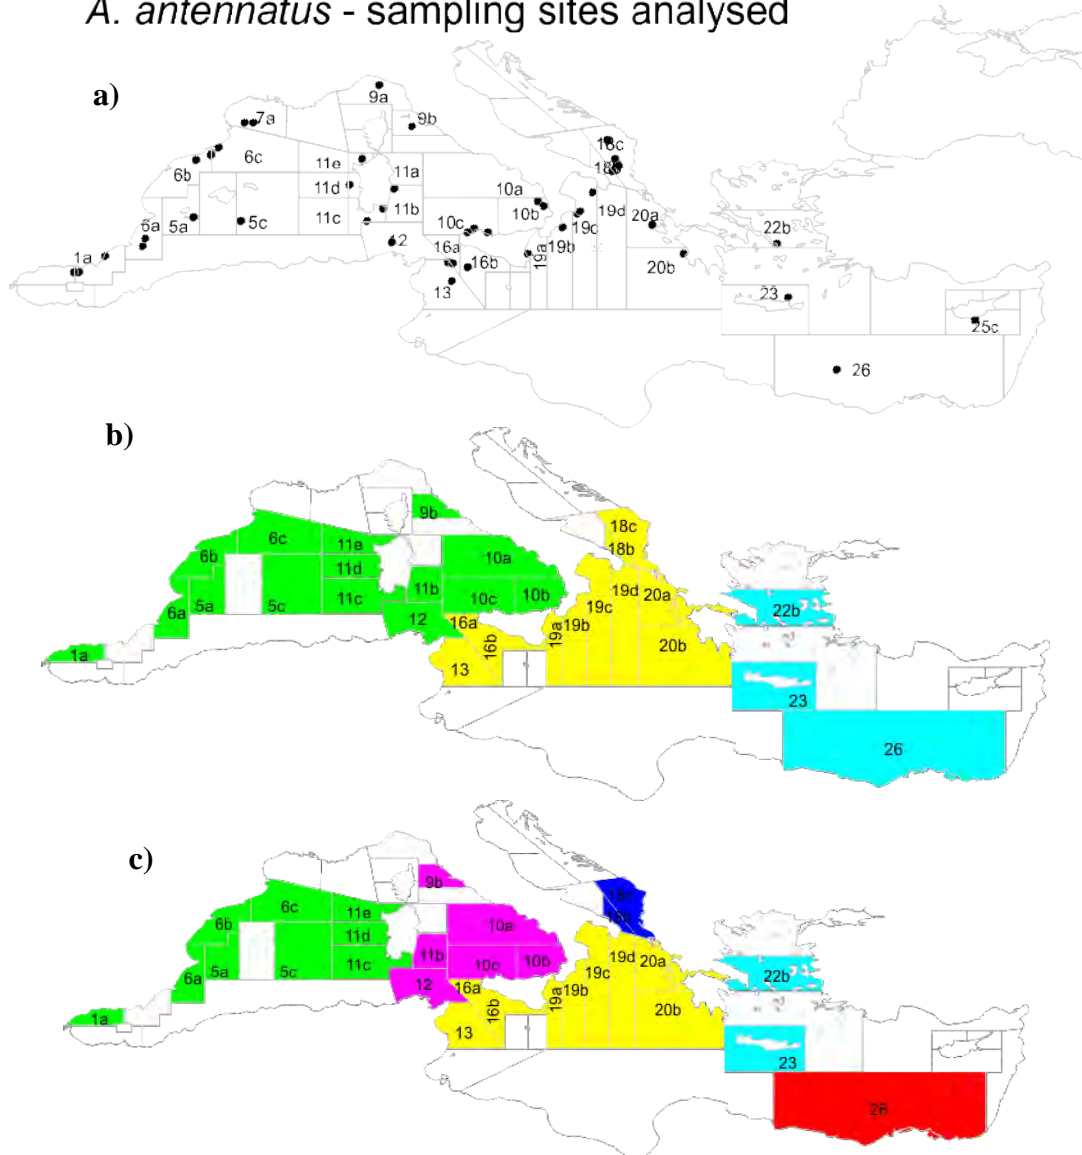 A. antennatus - sampling sites analysed
a)
9a
7a
9b
18c
6c
11e
11a
6b
11d
10a
10b
11c
11b
19d
20a
6a
5a
5c
10c
19c
22b
12
16a
19a
19b
1a
16b
20b
13
23
25c
26
b)
9b
18c
6c
11e
18b
6b
10a
11d
11b
19d
20a
5a
11c
10c
10b
19c
22b
6a
5c
12
16a
19a
19b
1a
16b
20b
13
23
26
c)
9b
18c
6c
11e
18b
6b
10a
11d
11b
19d
20a
5a
5c
11c
10c
10b
19c
22b
6a
12
16a
19a
19b
1a
16b
20b
13
23
26